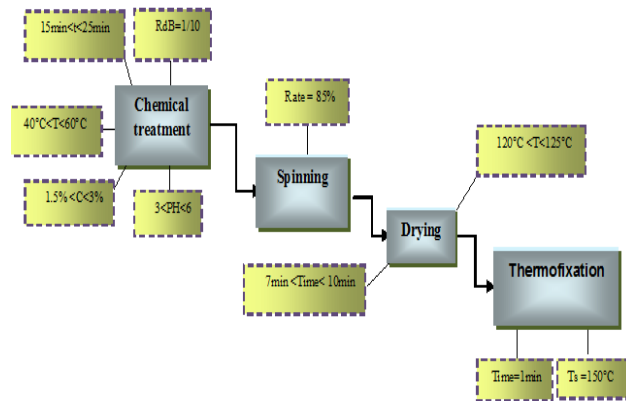 15min<t<25min
RdB=1/10
Chemical
treatment
40°C<T<60°C
1.5% <C<3%
3<PH<6
Rate = 85%
Spinning
120°C <T<125°C
Drying
7min <Time< 10min
Thermofixation
Time=1min
Ts =150°C